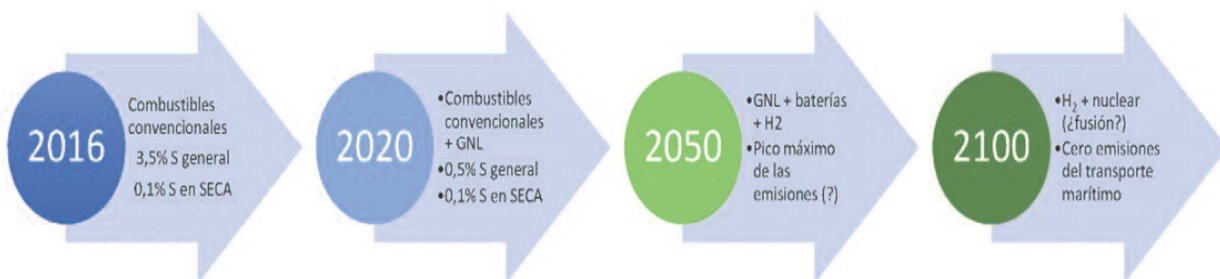 2016
Combustibles
convencionales
3,5% S general
0,1% S en SECA
2020
•Combustibles
convencionales
+ GNL
•0,5% S general
•0,1% S en SECA
2050
•GNL + baterías
+ H2
•Pico máximo
de las
emisiones (?)
2100
•H₂ + nuclear
(¿fusión?)
•Cero emisiones
del transporte
marítimo